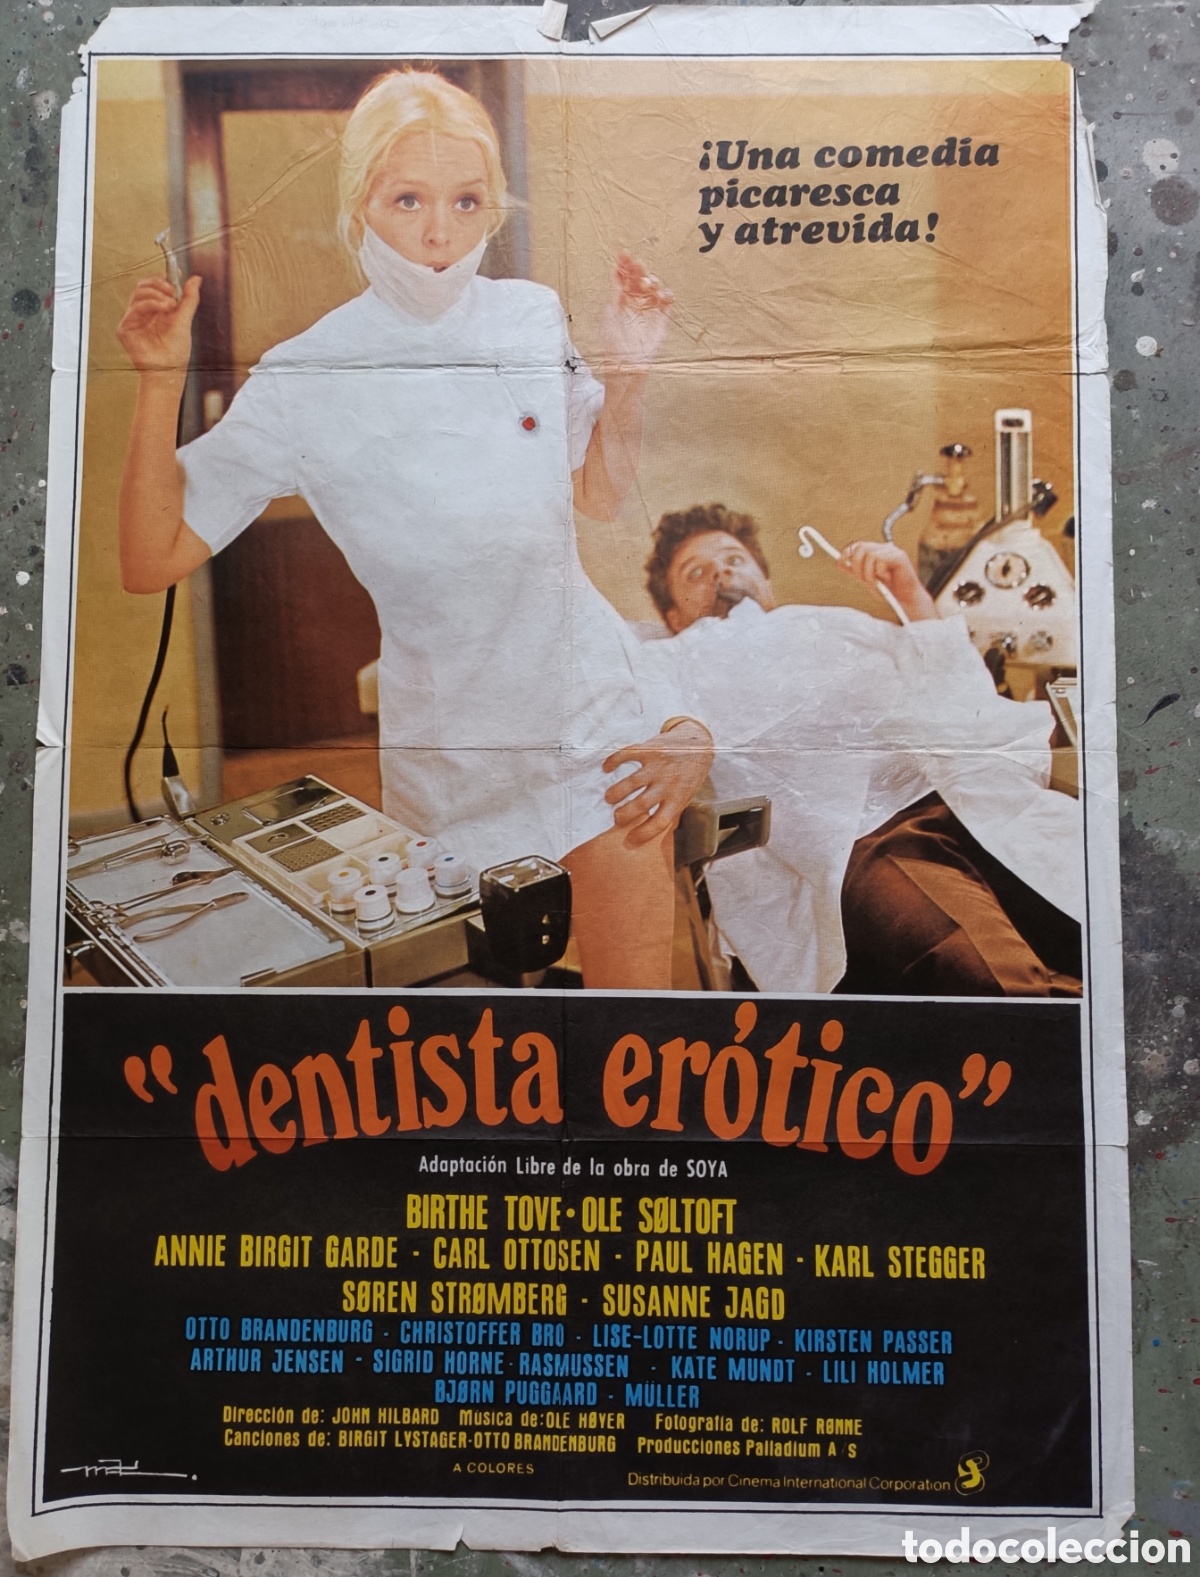 ¡Una comedia
picaresca
y atrevida!
"dentista erótico"
Adaptación Libre de la obra de SOYA
BIRTHE TOVE • OLE SØLTOFT
ANNIE BIRGIT GARDE - CARL OTTOSEN - PAUL HAGEN - KARL STEGGER
SØREN STRØMBERG - SUSANNE JAGD
OTTO BRANDENBURG - CHRISTOFFER BRO - LISE-LOTTE NORUP - KIRSTEN PASSER
ARTHUR JENSEN - SIGRID HORNE-RASMUSSEN - KATE MUNDT - LILI HOLMER
BJØRN PUGGAARD - MÜLLER
Dirección de: JOHN HILBARD Música de: OLE HØYER Fotografía de: ROLF RØNNE
Canciones de: BIRGIT LYSTAGER-OTTO BRANDENBURG Producciones Palladium A/S
A COLORES
Distribuida por Cinema International Corporation
todocoleccion